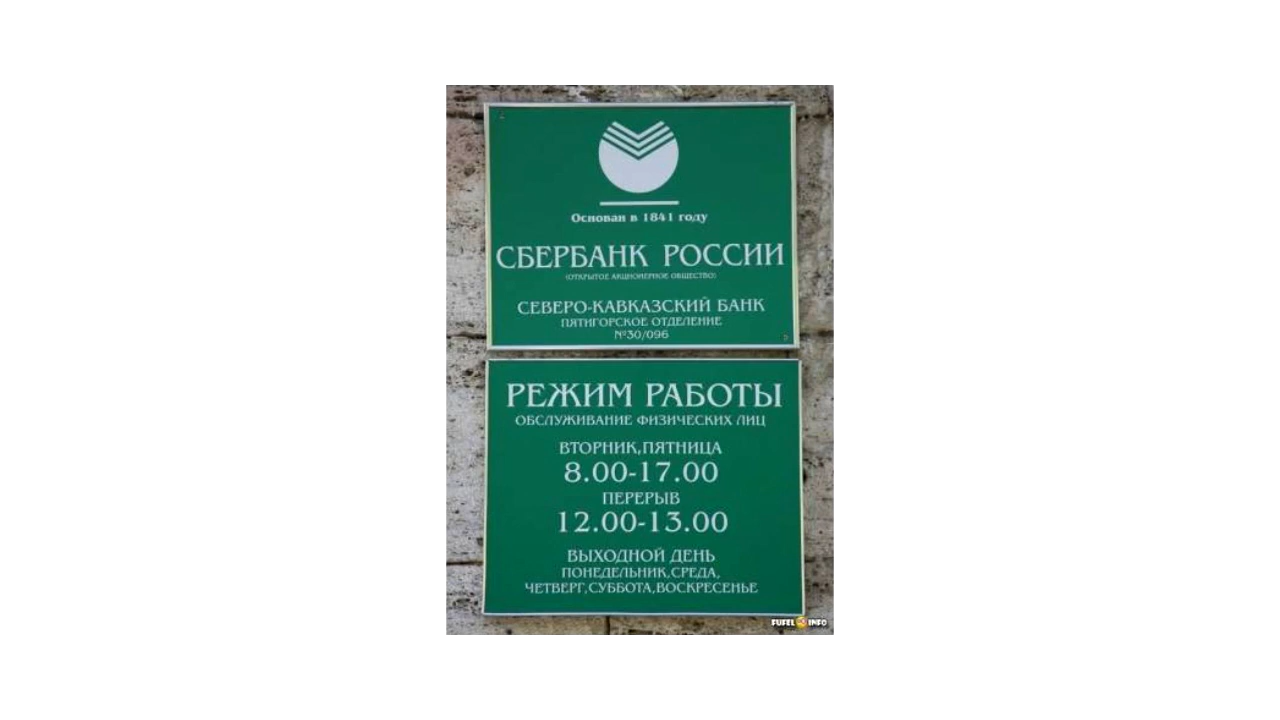 Основан в 1841 году
СБЕРБАНК РОССИИ
(ОТКРЫТОЕ АКЦИОНЕРНОЕ ОБЩЕСТВО)
СЕВЕРО-КАВКАЗСКИЙ БАНК
ПЯТИГОРСКОЕ ОТДЕЛЕНИЕ
№30/096
РЕЖИМ РАБОТЫ
ОБСЛУЖИВАНИЕ ФИЗИЧЕСКИХ ЛИЦ
ВТОРНИК,ПЯТНИЦА
8.00-17.00
ПЕРЕРЫВ
12.00-13.00
ВЫХОДНОЙ ДЕНЬ
ПОНЕДЕЛЬНИК,СРЕДА,
ЧЕТВЕРГ,СУББОТА,ВОСКРЕСЕНЬЕ
FUFEL INFO